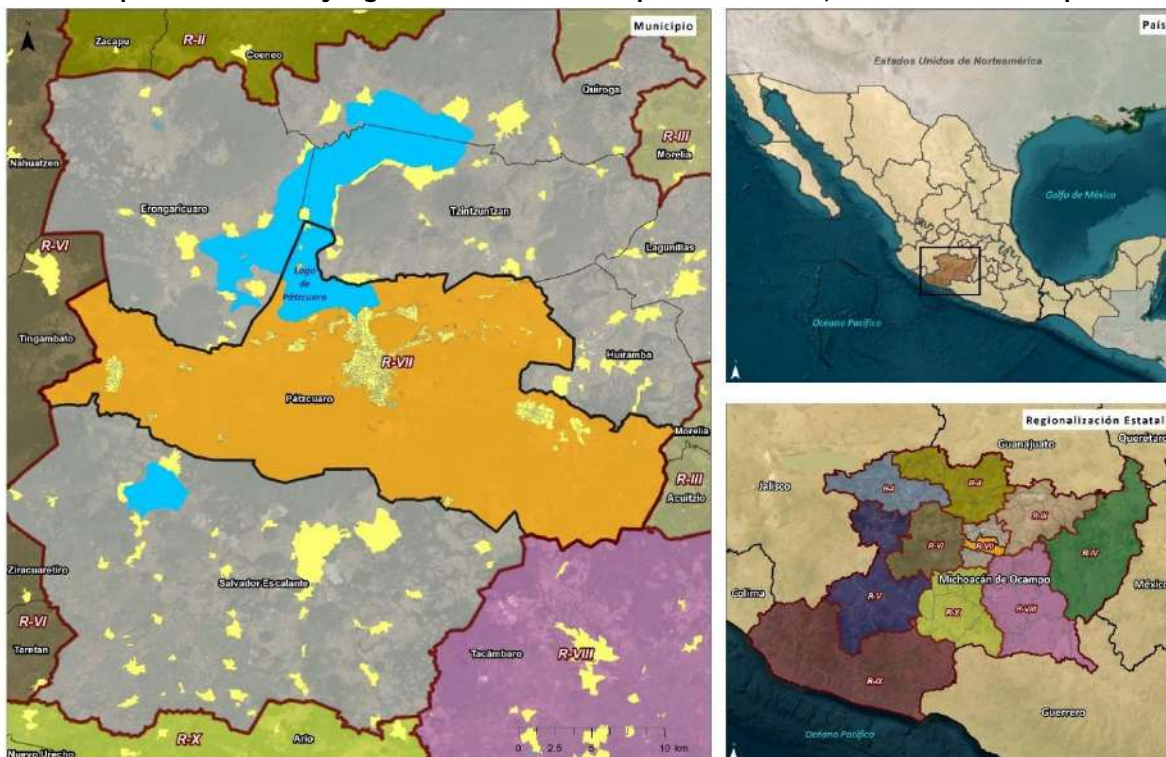 Municipio
Zacapu
R-II
Coeneo
Quiroga
R-III
Morelia
Nahuatzen
Erongarícuaro
Tzintzuntzan
Lagunillas
R-VI
Lago
de
Pátzcuaro
Tingambato
Huiramba
R-VII
Pátzcuaro
Morelia
R-III
Acuitzio
Ziracuaretiro
Salvador Escalante
R-VI
Taretan
Tacámbaro
R-VIII
R-X
Ario
Nuevo Urecho
0 2.5 5 10 km
País
Estados Unidos de Norteamérica
Golfo de México
Océano Pacífico
Regionalización Estatal
Querétaro
Guanajuato
Jalisco
R-I
R-II
R-III
R-VI
R-VII
R-IV
Michoacán de Ocampo
México
Colima
R-V
R-X
R-VIII
R-IX
Guerrero
Océano Pacífico